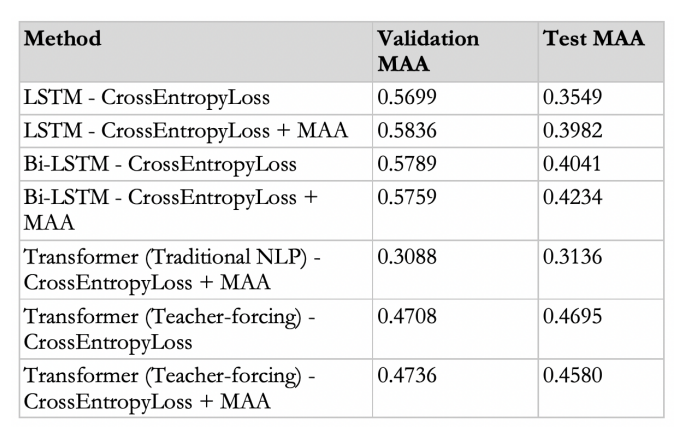 Method Validation Test MAA
MAA
LSTM - CrossEntropyLoss 0.5699 0.3549
LSTM - CrossEntropyLoss + MAA 0.5836 0.3982
Bi-LSTM - CrossEntropyLoss 0.5789 0.4041
Bi-LSTM - CrossEntropyLoss + 0.5759 0.4234
MAA
Transformer (Traditional NLP) - 0.3088 0.3136
CrossEntropyLoss + MAA
Transformer (Teacher-forcing) - 0.4708 0.4695
CrossEntropyLoss
Transformer (Teacher-forcing) - 0.4736 0.4580
CrossEntropyLoss + MAA